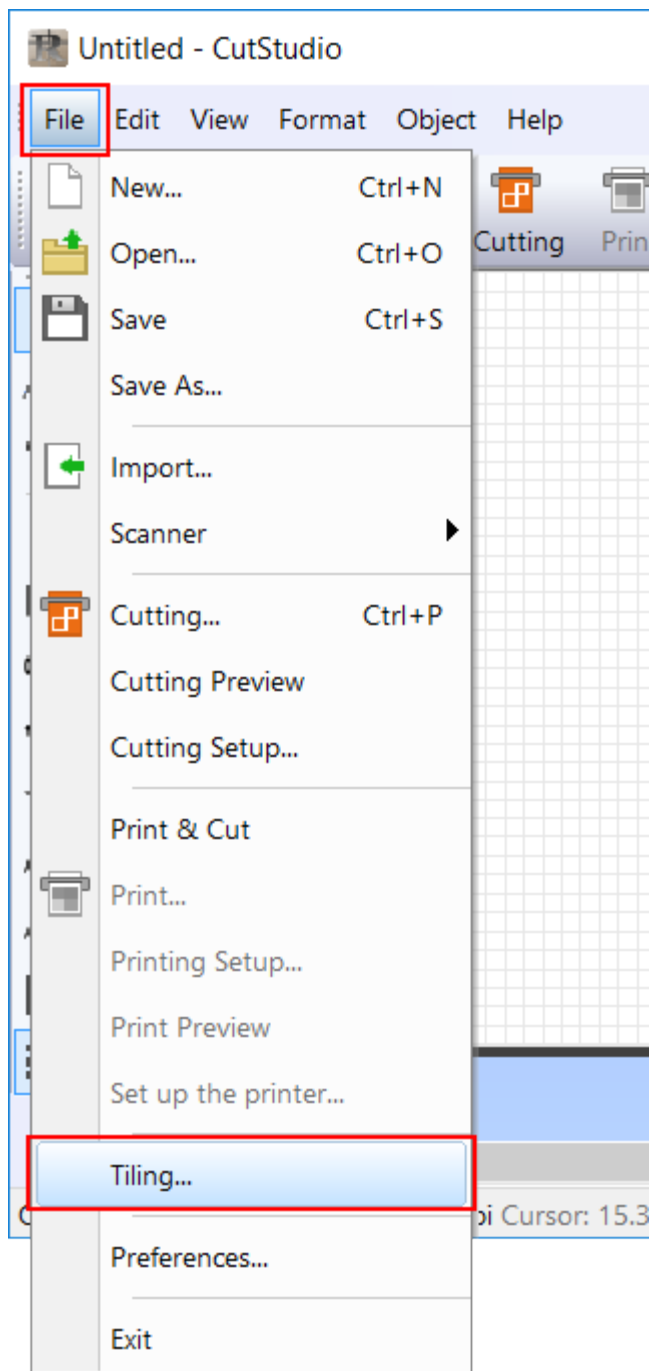 Untitled - CutStudio
File Edit View Format Object Help
New... Ctrl+N
Cutting
Open... Ctrl+O
Save Ctrl+S
Save As...
Import...
Scanner
Cutting... Ctrl+P
Cutting Preview
Cutting Setup...
Print & Cut
Print...
Printing Setup...
Print Preview
Set up the printer...
Tiling...
Cursor: 15.3
Preferences...
Exit